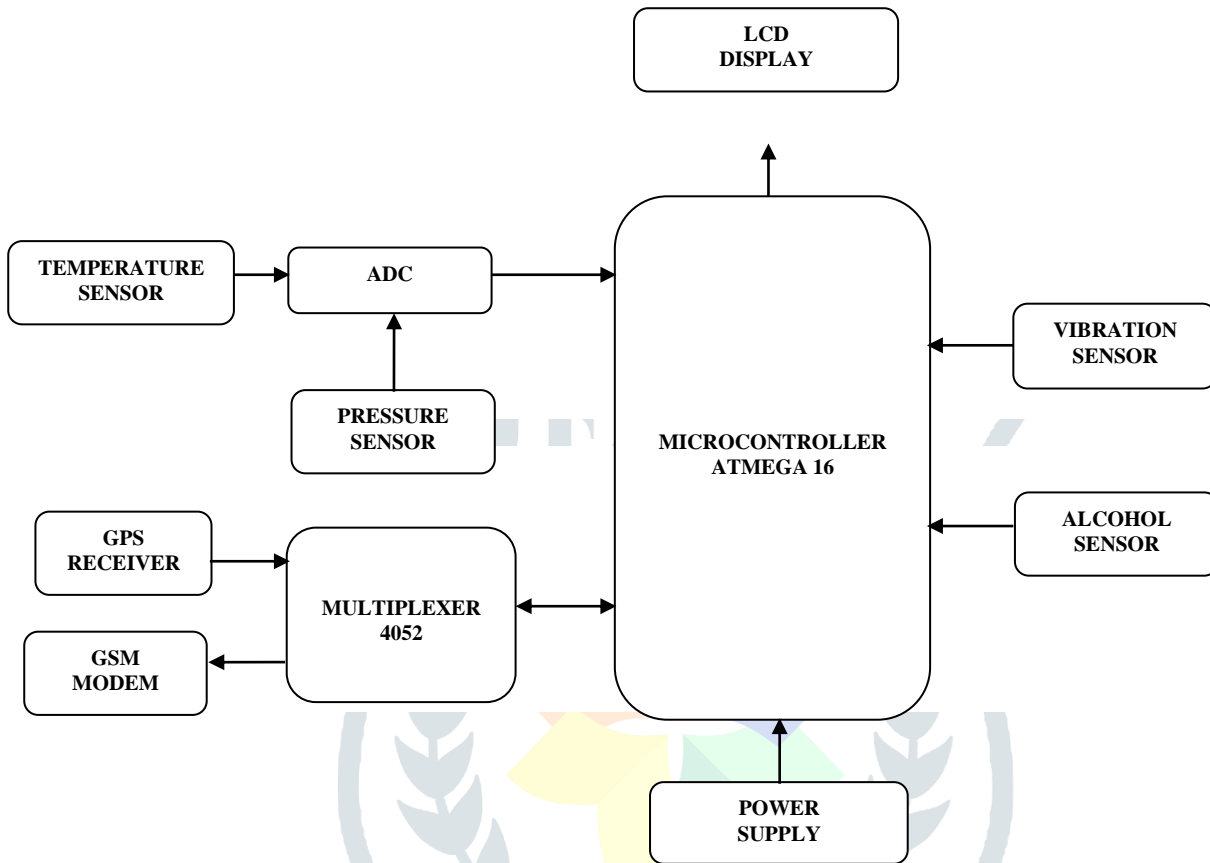 LCD
DISPLAY
TEMPERATURE
SENSOR
ADC
VIBRATION
SENSOR
PRESSURE
SENSOR
MICROCONTROLLER
ATMEGA 16
GPS
RECEIVER
ALCOHOL
SENSOR
MULTIPLEXER
4052
GSM
MODEM
POWER
SUPPLY